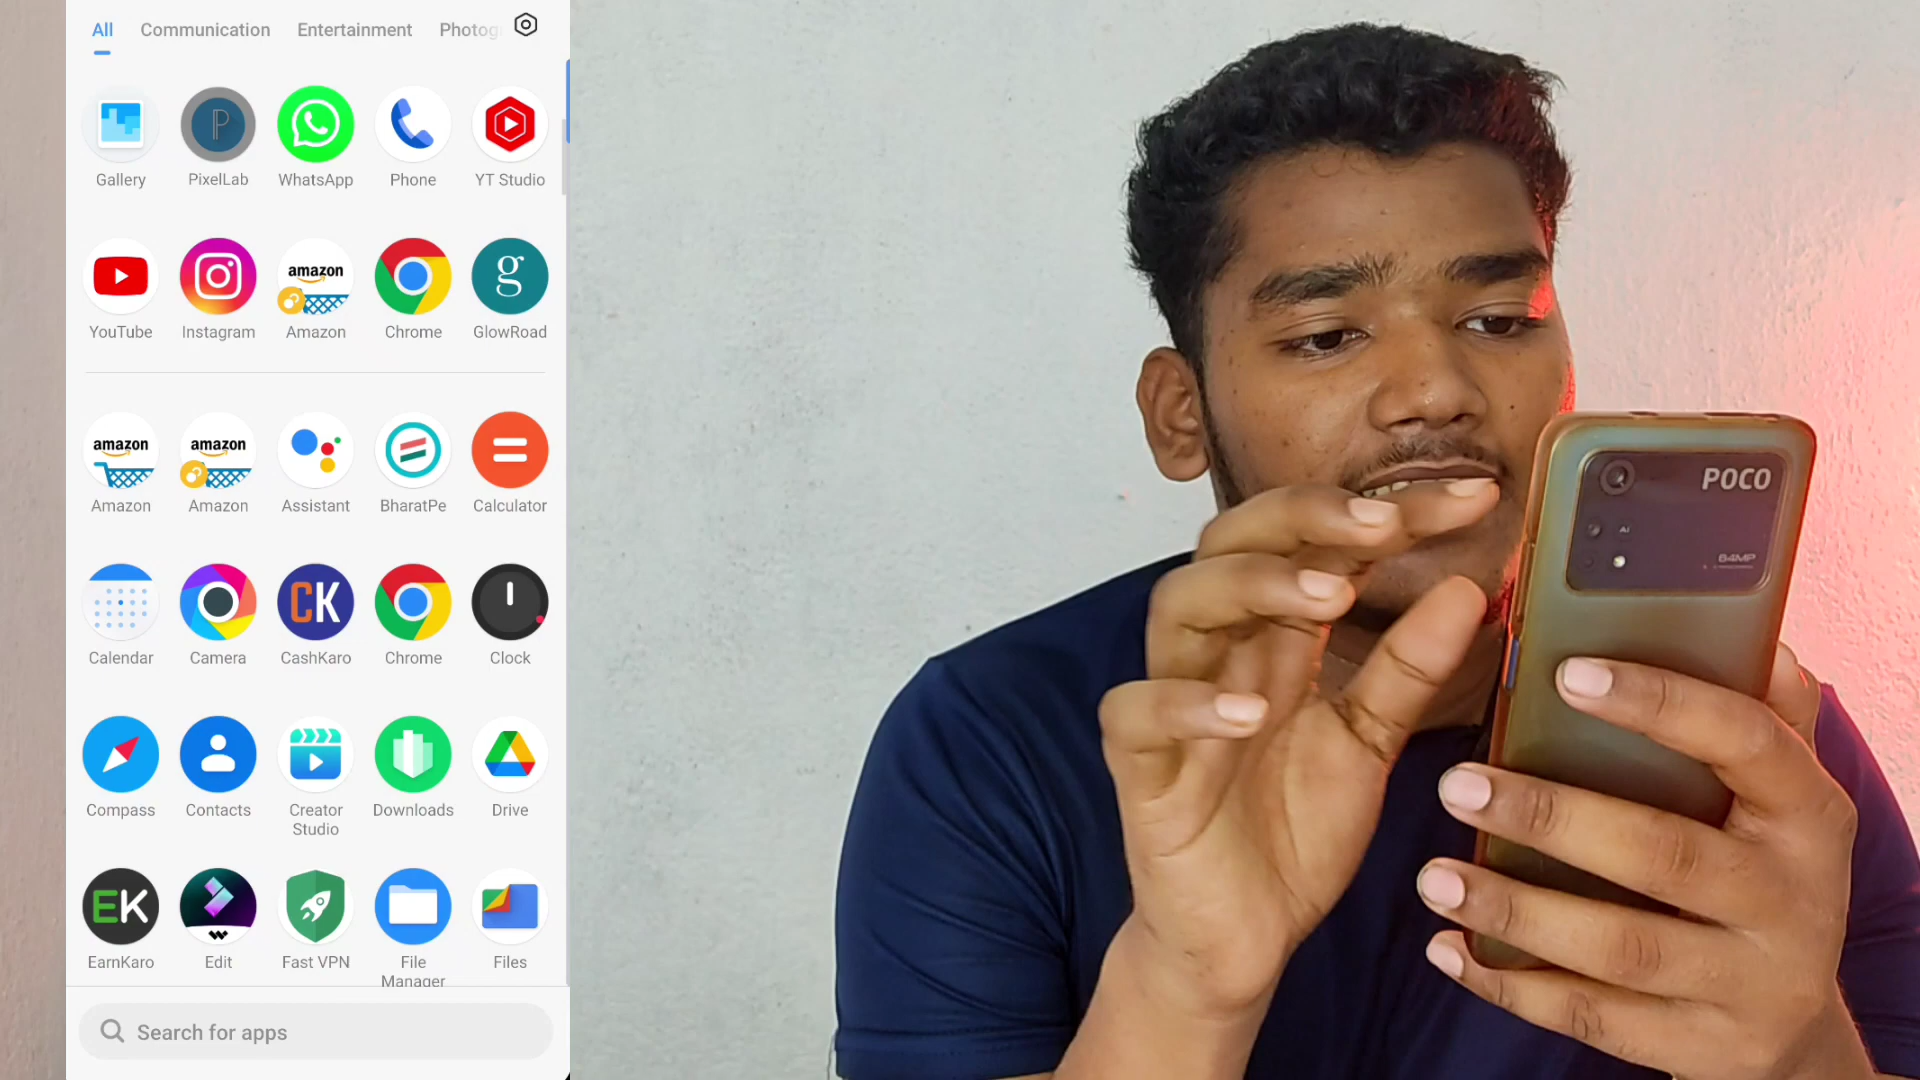 All Communication Entertainment Photog
P
Gallery PixelLab WhatsApp Phone YT Studio
amazon g
YouTube Instagram Amazon Chrome GlowRoad
amazon amazon
Amazon Amazon Assistant BharatPe Calculator
CK
Calendar Camera CashKaro Chrome Clock
Compass Contacts Creator Studio Downloads Drive
EK
EarnKaro Edit Fast VPN File Manager Files
Search for apps
POCO
AI
64MP